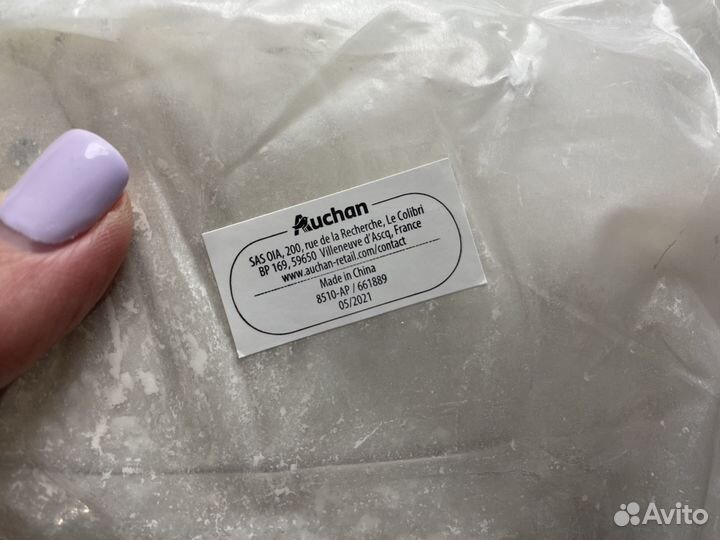 Auchan
SAS OIA, 200, rue de la Recherche, Le Colibri
BP 169, 59650 Villeneuve d'Ascq, France
www.auchan-retail.com/contact
Made in China
8510-AP / 661889
05/2021
Avito